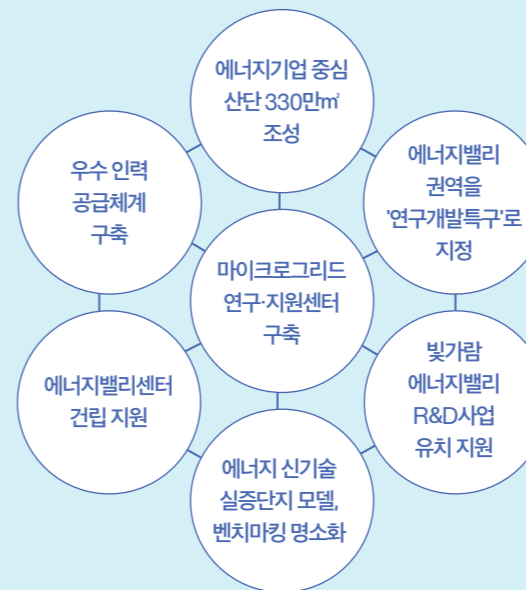 에너지기업 중심
산단 330만㎡
조성
우수 인력
공급체계
구축
에너지밸리
권역을
'연구개발특구'로
지정
마이크로그리드
연구·지원센터
구축
에너지밸리센터
건립 지원
빛가람
에너지밸리
R&D사업
유치 지원
에너지 신기술
실증단지 모델,
벤치마킹 명소화